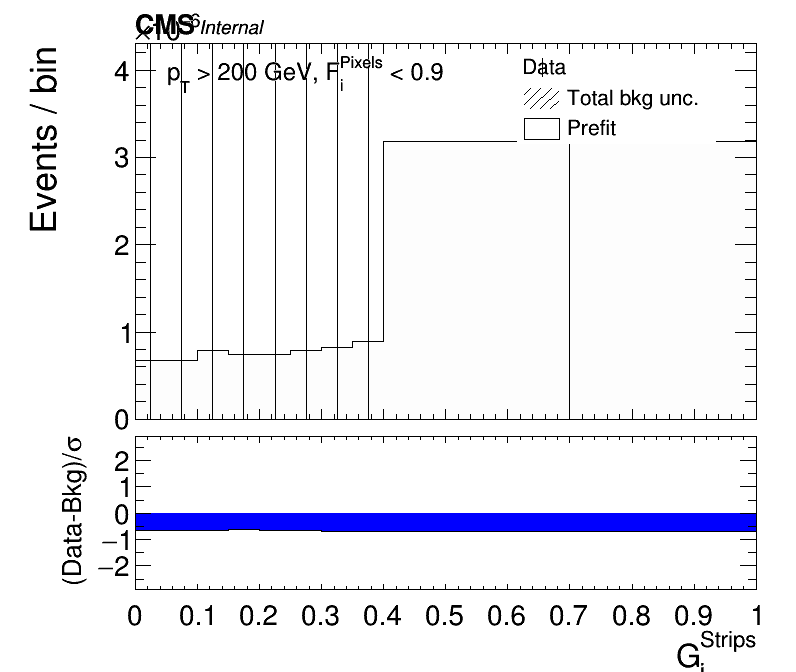 CMS Internal
×10⁻⁶
p_T > 200 GeV, F_i^Pixels < 0.9
Data
Total bkg unc.
Prefit
Events / bin
4
3
2
1
0
(Data-Bkg)/σ
2
1
0
−1
−2
0 0.1 0.2 0.3 0.4 0.5 0.6 0.7 0.8 0.9 1
G_i^Strips